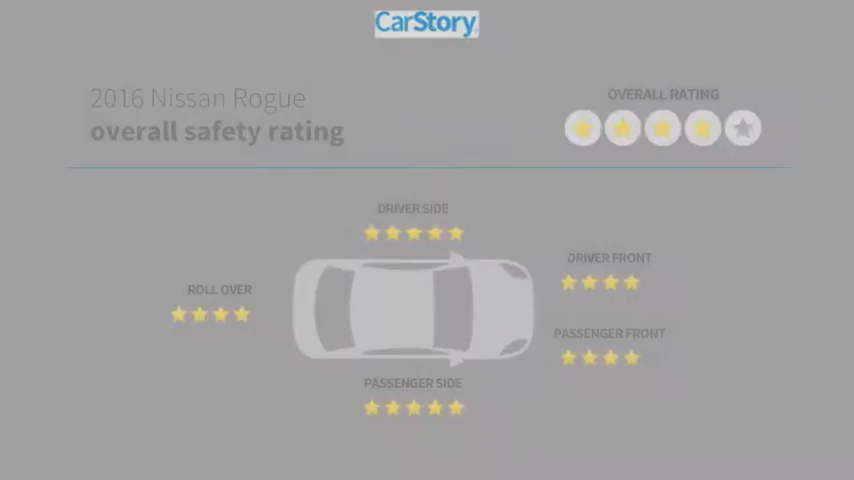 CarStory
2016 Nissan Rogue
overall safety rating
OVERALL RATING
DRIVER SIDE
DRIVER FRONT
ROLL OVER
PASSENGER FRONT
PASSENGER SIDE